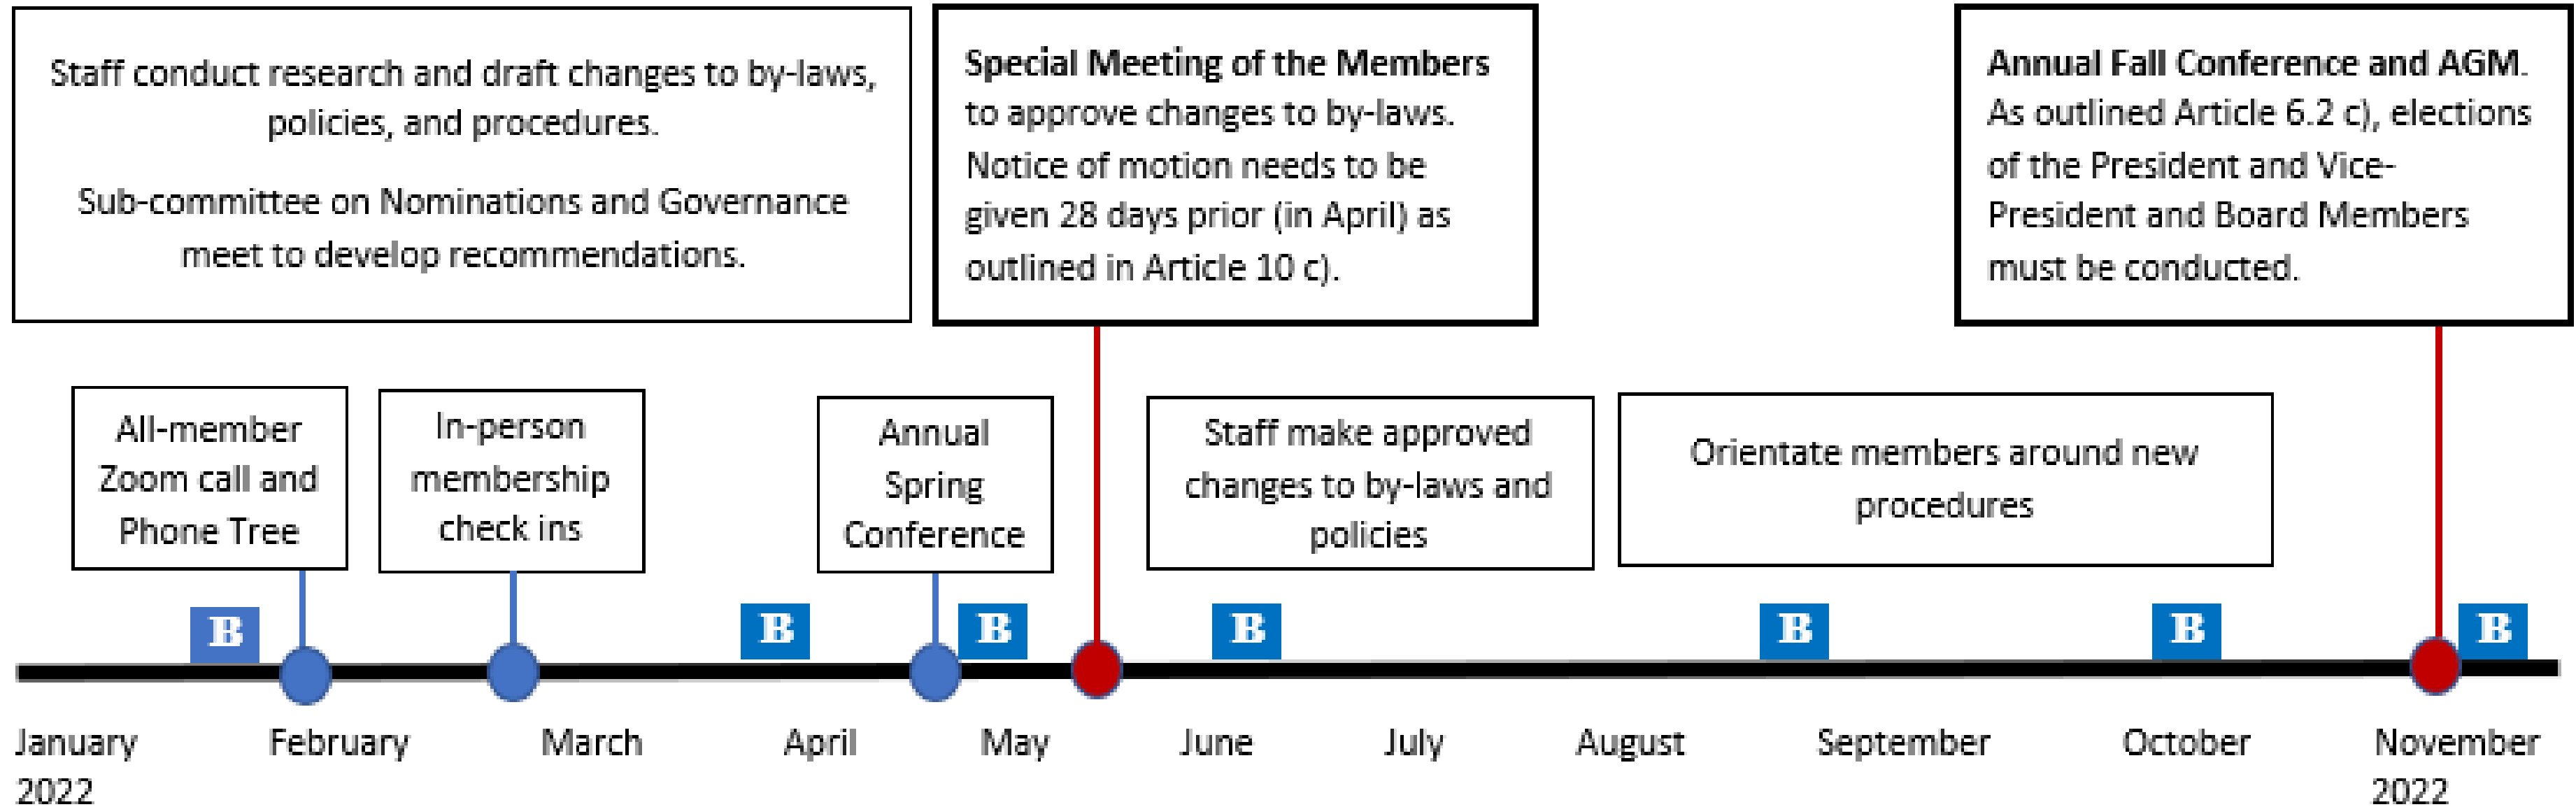 Staff conduct research and draft changes to by-laws,
policies, and procedures.
Sub-committee on Nominations and Governance
meet to develop recommendations.
Special Meeting of the Members
to approve changes to by-laws.
Notice of motion needs to be
given 28 days prior (in April) as
outlined in Article 10 c).
Annual Fall Conference and AGM.
As outlined Article 6.2 c), elections
of the President and Vice-
President and Board Members
must be conducted.
All-member
Zoom call and
Phone Tree
In-person
membership
check ins
Annual
Spring
Conference
Staff make approved
changes to by-laws and
policies
Orientate members around new
procedures
B
B
B
B
B
B
B
January
2022
February
March
April
May
June
July
August
September
October
November
2022